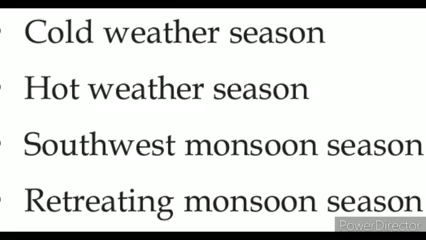 Cold weather season
Hot weather season
Southwest monsoon season
Retreating monsoon season
PowerDirector